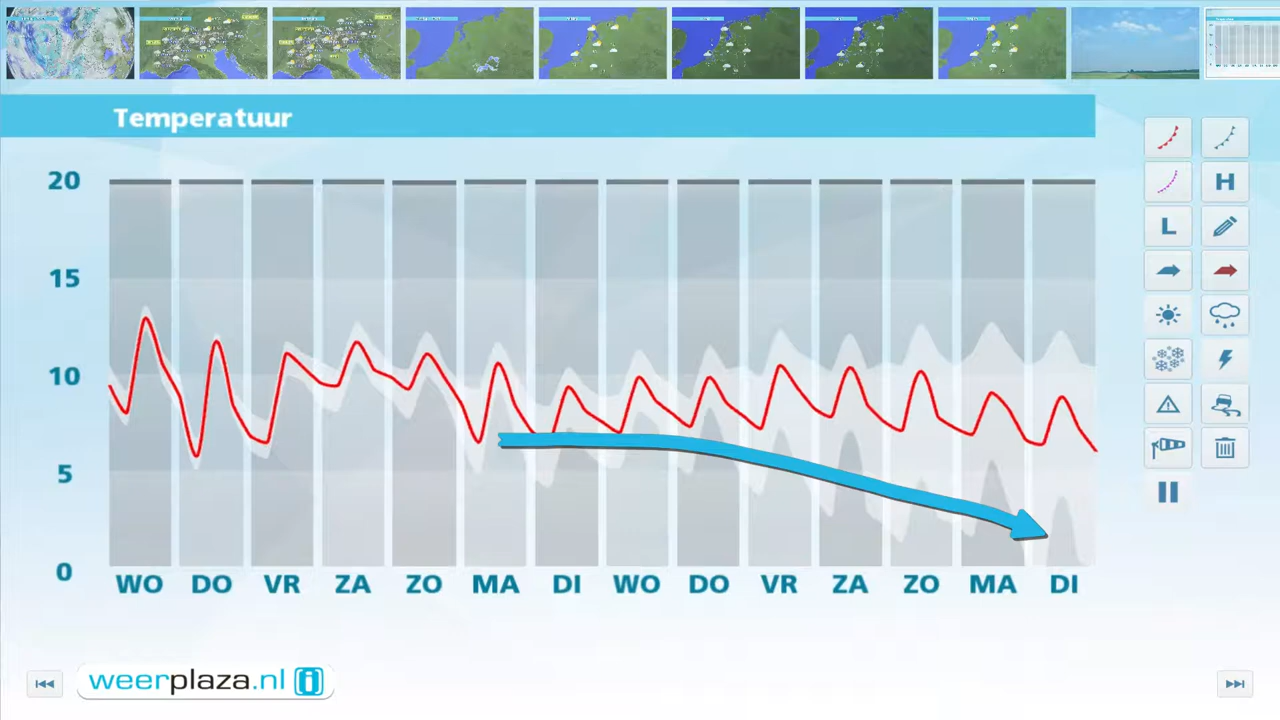 Temperatuur
20
15
10
5
0
WO DO VR ZA ZO MA DI WO DO VR ZA ZO MA DI
H
L
weerplaza.nl